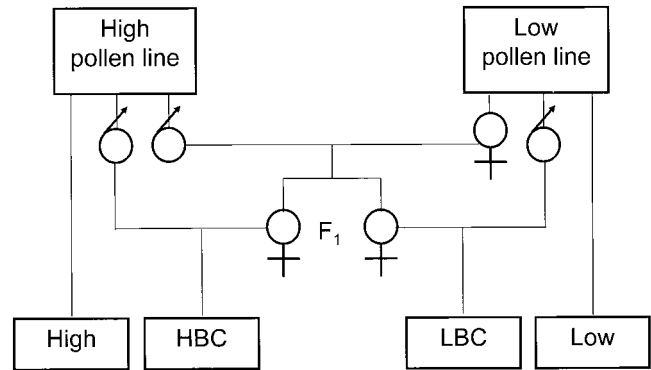 High
pollen line
Low
pollen line
F₁
High
HBC
LBC
Low